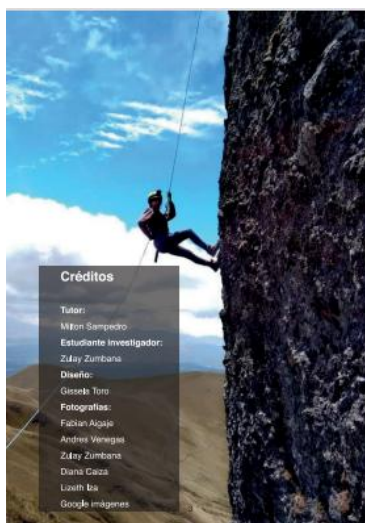 Créditos
Tutor:
Milton Sampedro
Estudiante investigador:
Zulay Zumbana
Diseño:
Gissela Toro
Fotografías:
Fabian Aigaje
Andres Venegas
Zulay Zumbana
Diana Caiza
Lizeth Iza
Google imágenes